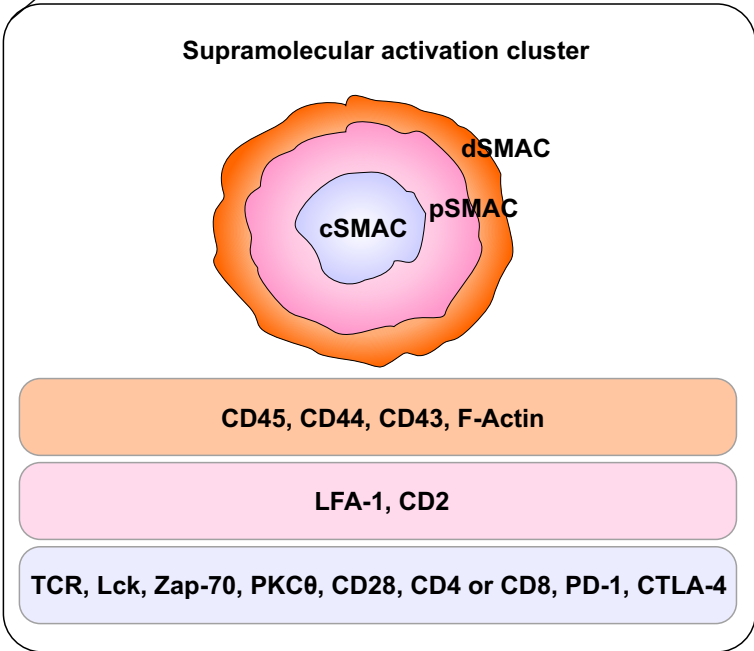 Supramolecular activation cluster
dSMAC
pSMAC
cSMAC
CD45, CD44, CD43, F-Actin
LFA-1, CD2
TCR, Lck, Zap-70, PKCθ, CD28, CD4 or CD8, PD-1, CTLA-4